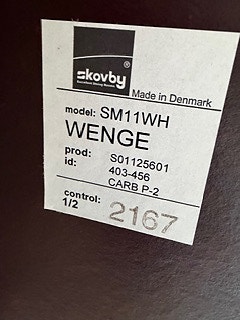 skovby
Made in Denmark
model: SM11WH
WENGE
prod: S01125601
id: 403-456
CARB P-2
control:
1/2 2167